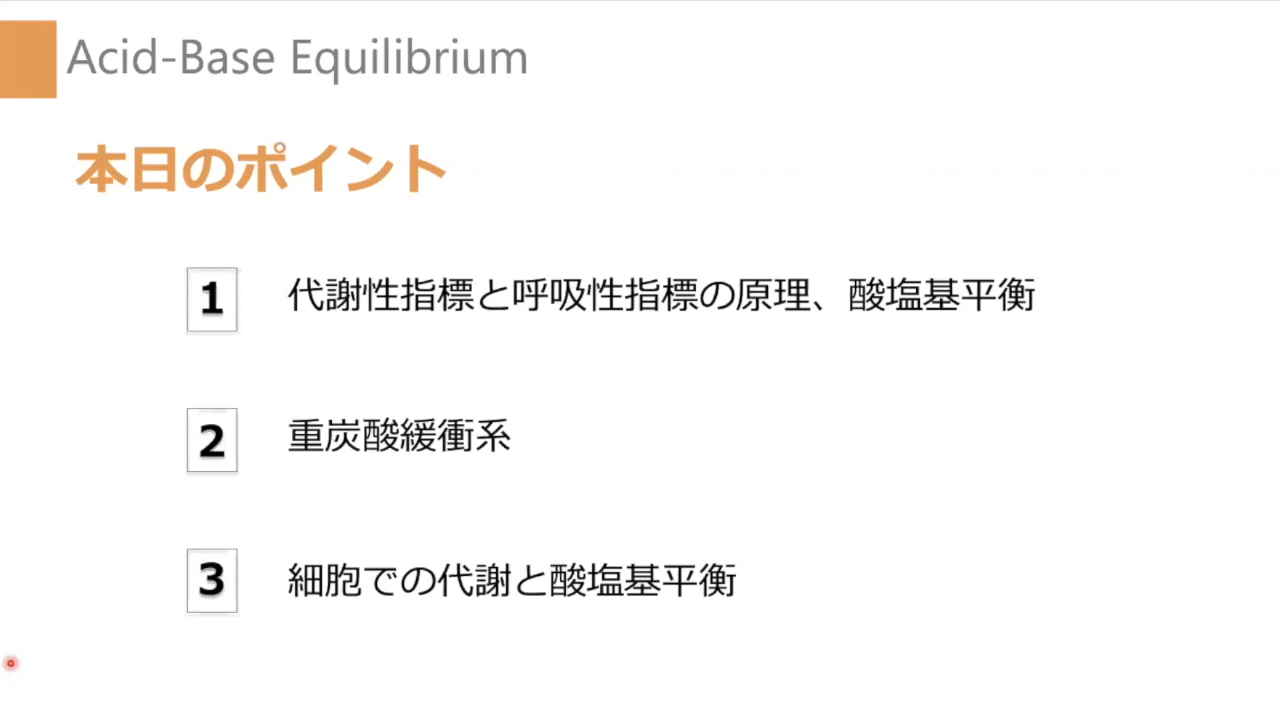 Acid-Base Equilibrium
本日のポイント
1 代謝性指標と呼吸性指標の原理、酸塩基平衡
2 重炭酸緩衝系
3 細胞での代謝と酸塩基平衡